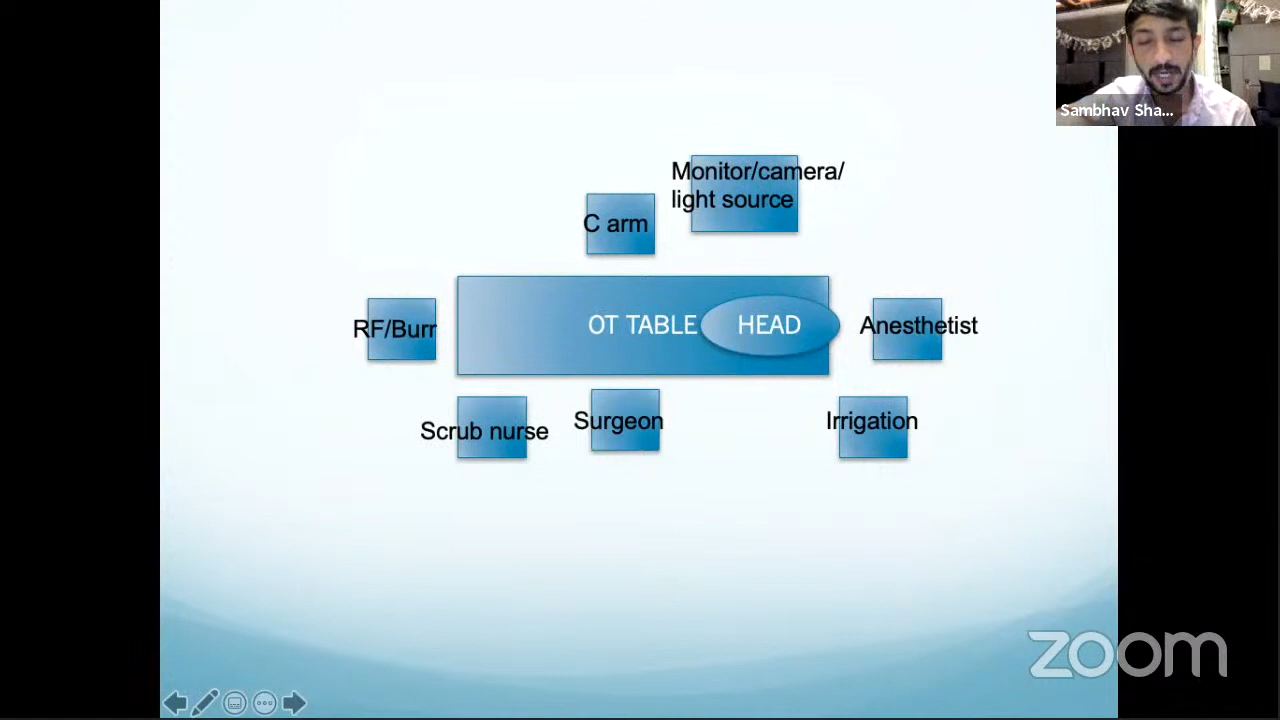 Sambhav Sha...
Monitor/camera/
light source
C arm
OT TABLE
HEAD
RF/Burr
Anesthetist
Scrub nurse
Surgeon
Irrigation
zoom